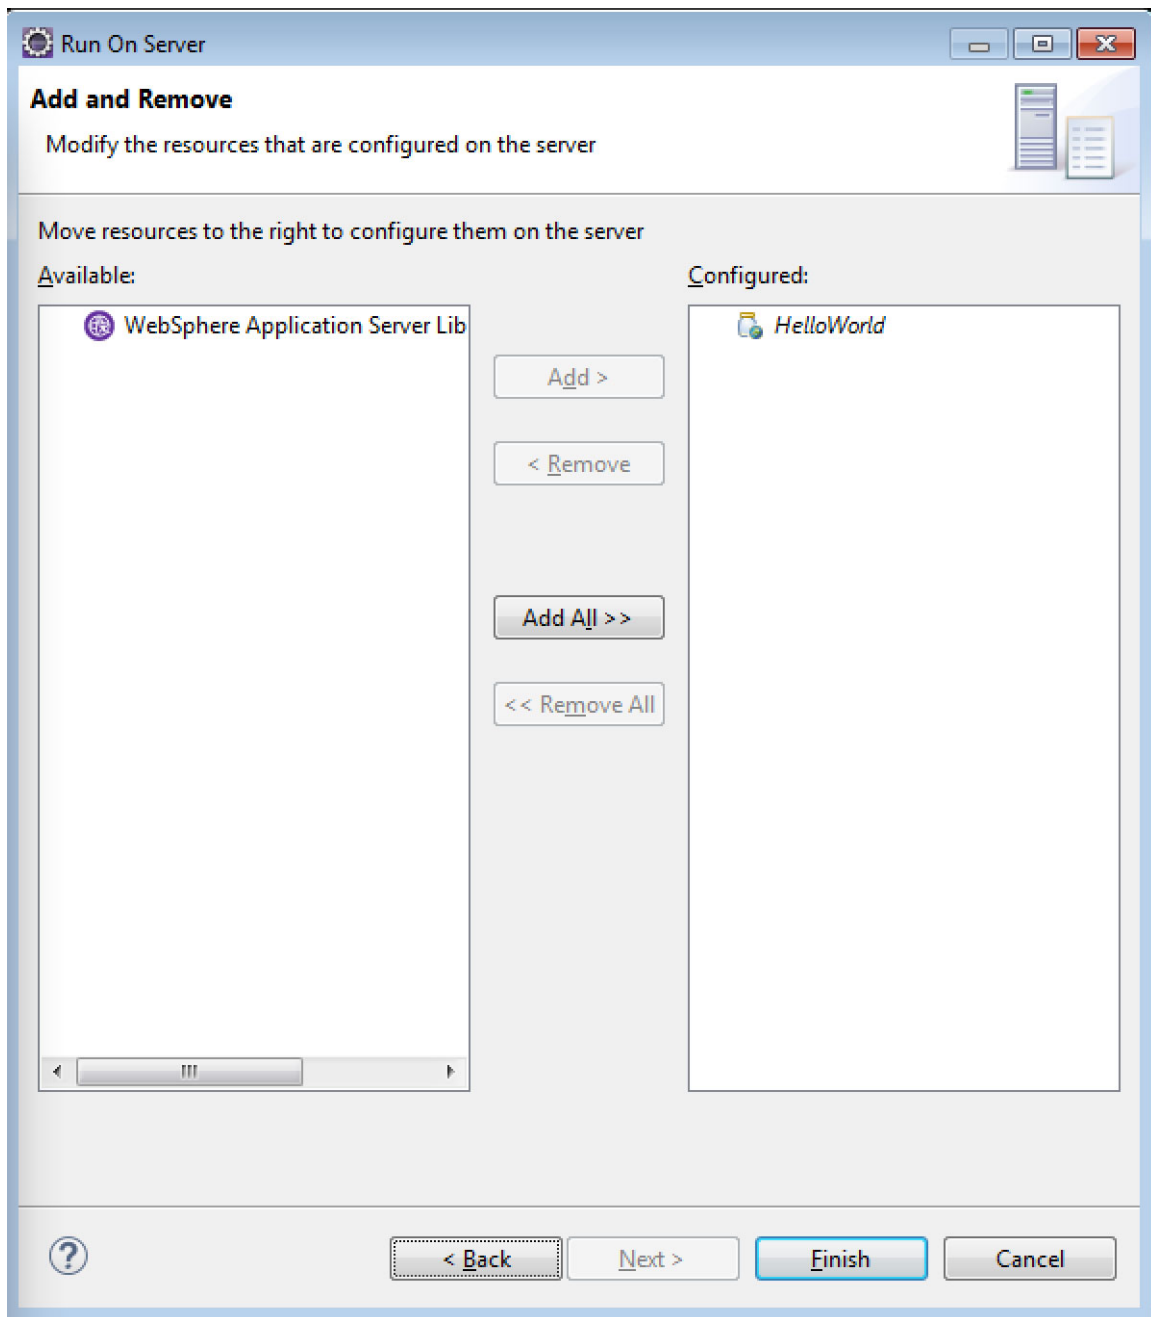 Run On Server
Add and Remove
Modify the resources that are configured on the server
Move resources to the right to configure them on the server
Available:
Configured:
WebSphere Application Server Lib
HelloWorld
Add >
< Remove
Add All >>
<< Remove All
?
< Back
Next >
Finish
Cancel